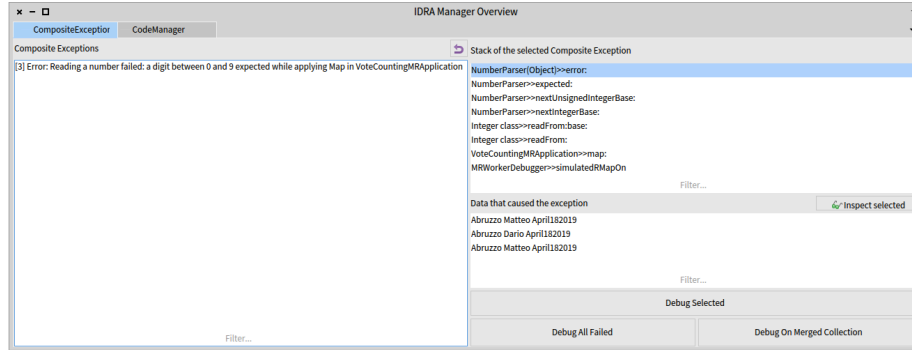 IDRA Manager Overview
CompositeException
CodeManager
Composite Exceptions
[3] Error: Reading a number failed: a digit between 0 and 9 expected while applying Map in VoteCountingMRApplication
Filter...
Stack of the selected Composite Exception
NumberParser(Object)>>error:
NumberParser>>expected:
NumberParser>>nextUnsignedIntegerBase:
NumberParser>>nextIntegerBase:
Integer class>>readFrom:base:
Integer class>>readFrom:
VoteCountingMRApplication>>map:
MRWorkerDebugger>>simulatedRMapOn
Filter...
Data that caused the exception
Inspect selected
Abruzzo Matteo April182019
Abruzzo Dario April182019
Abruzzo Matteo April182019
Filter...
Debug Selected
Debug All Failed
Debug On Merged Collection